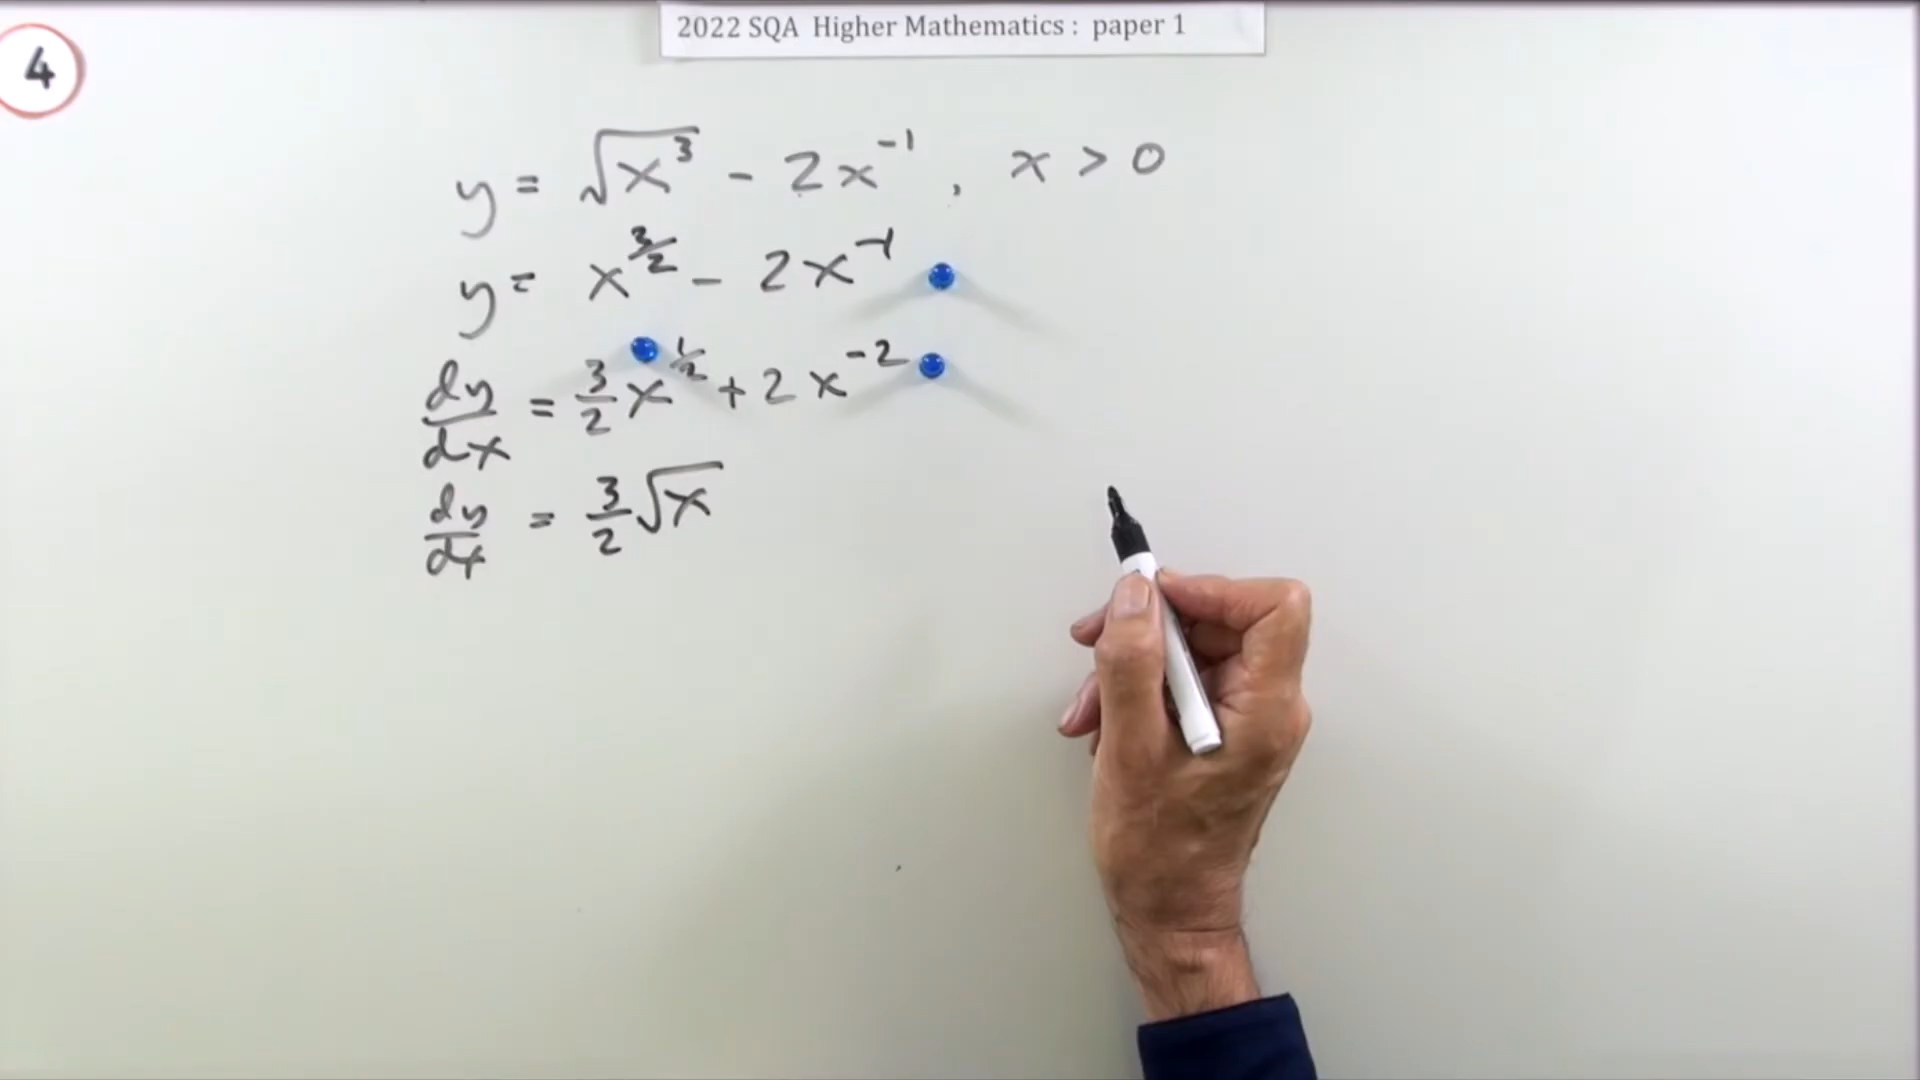 2022 SQA Higher Mathematics : paper 1
4
y = √x³ - 2x⁻¹ , x > 0
y = x^{3/2} - 2x⁻¹
dy/dx = 3/2 x^{1/2} + 2x⁻²
dy/dx = 3/2 √x